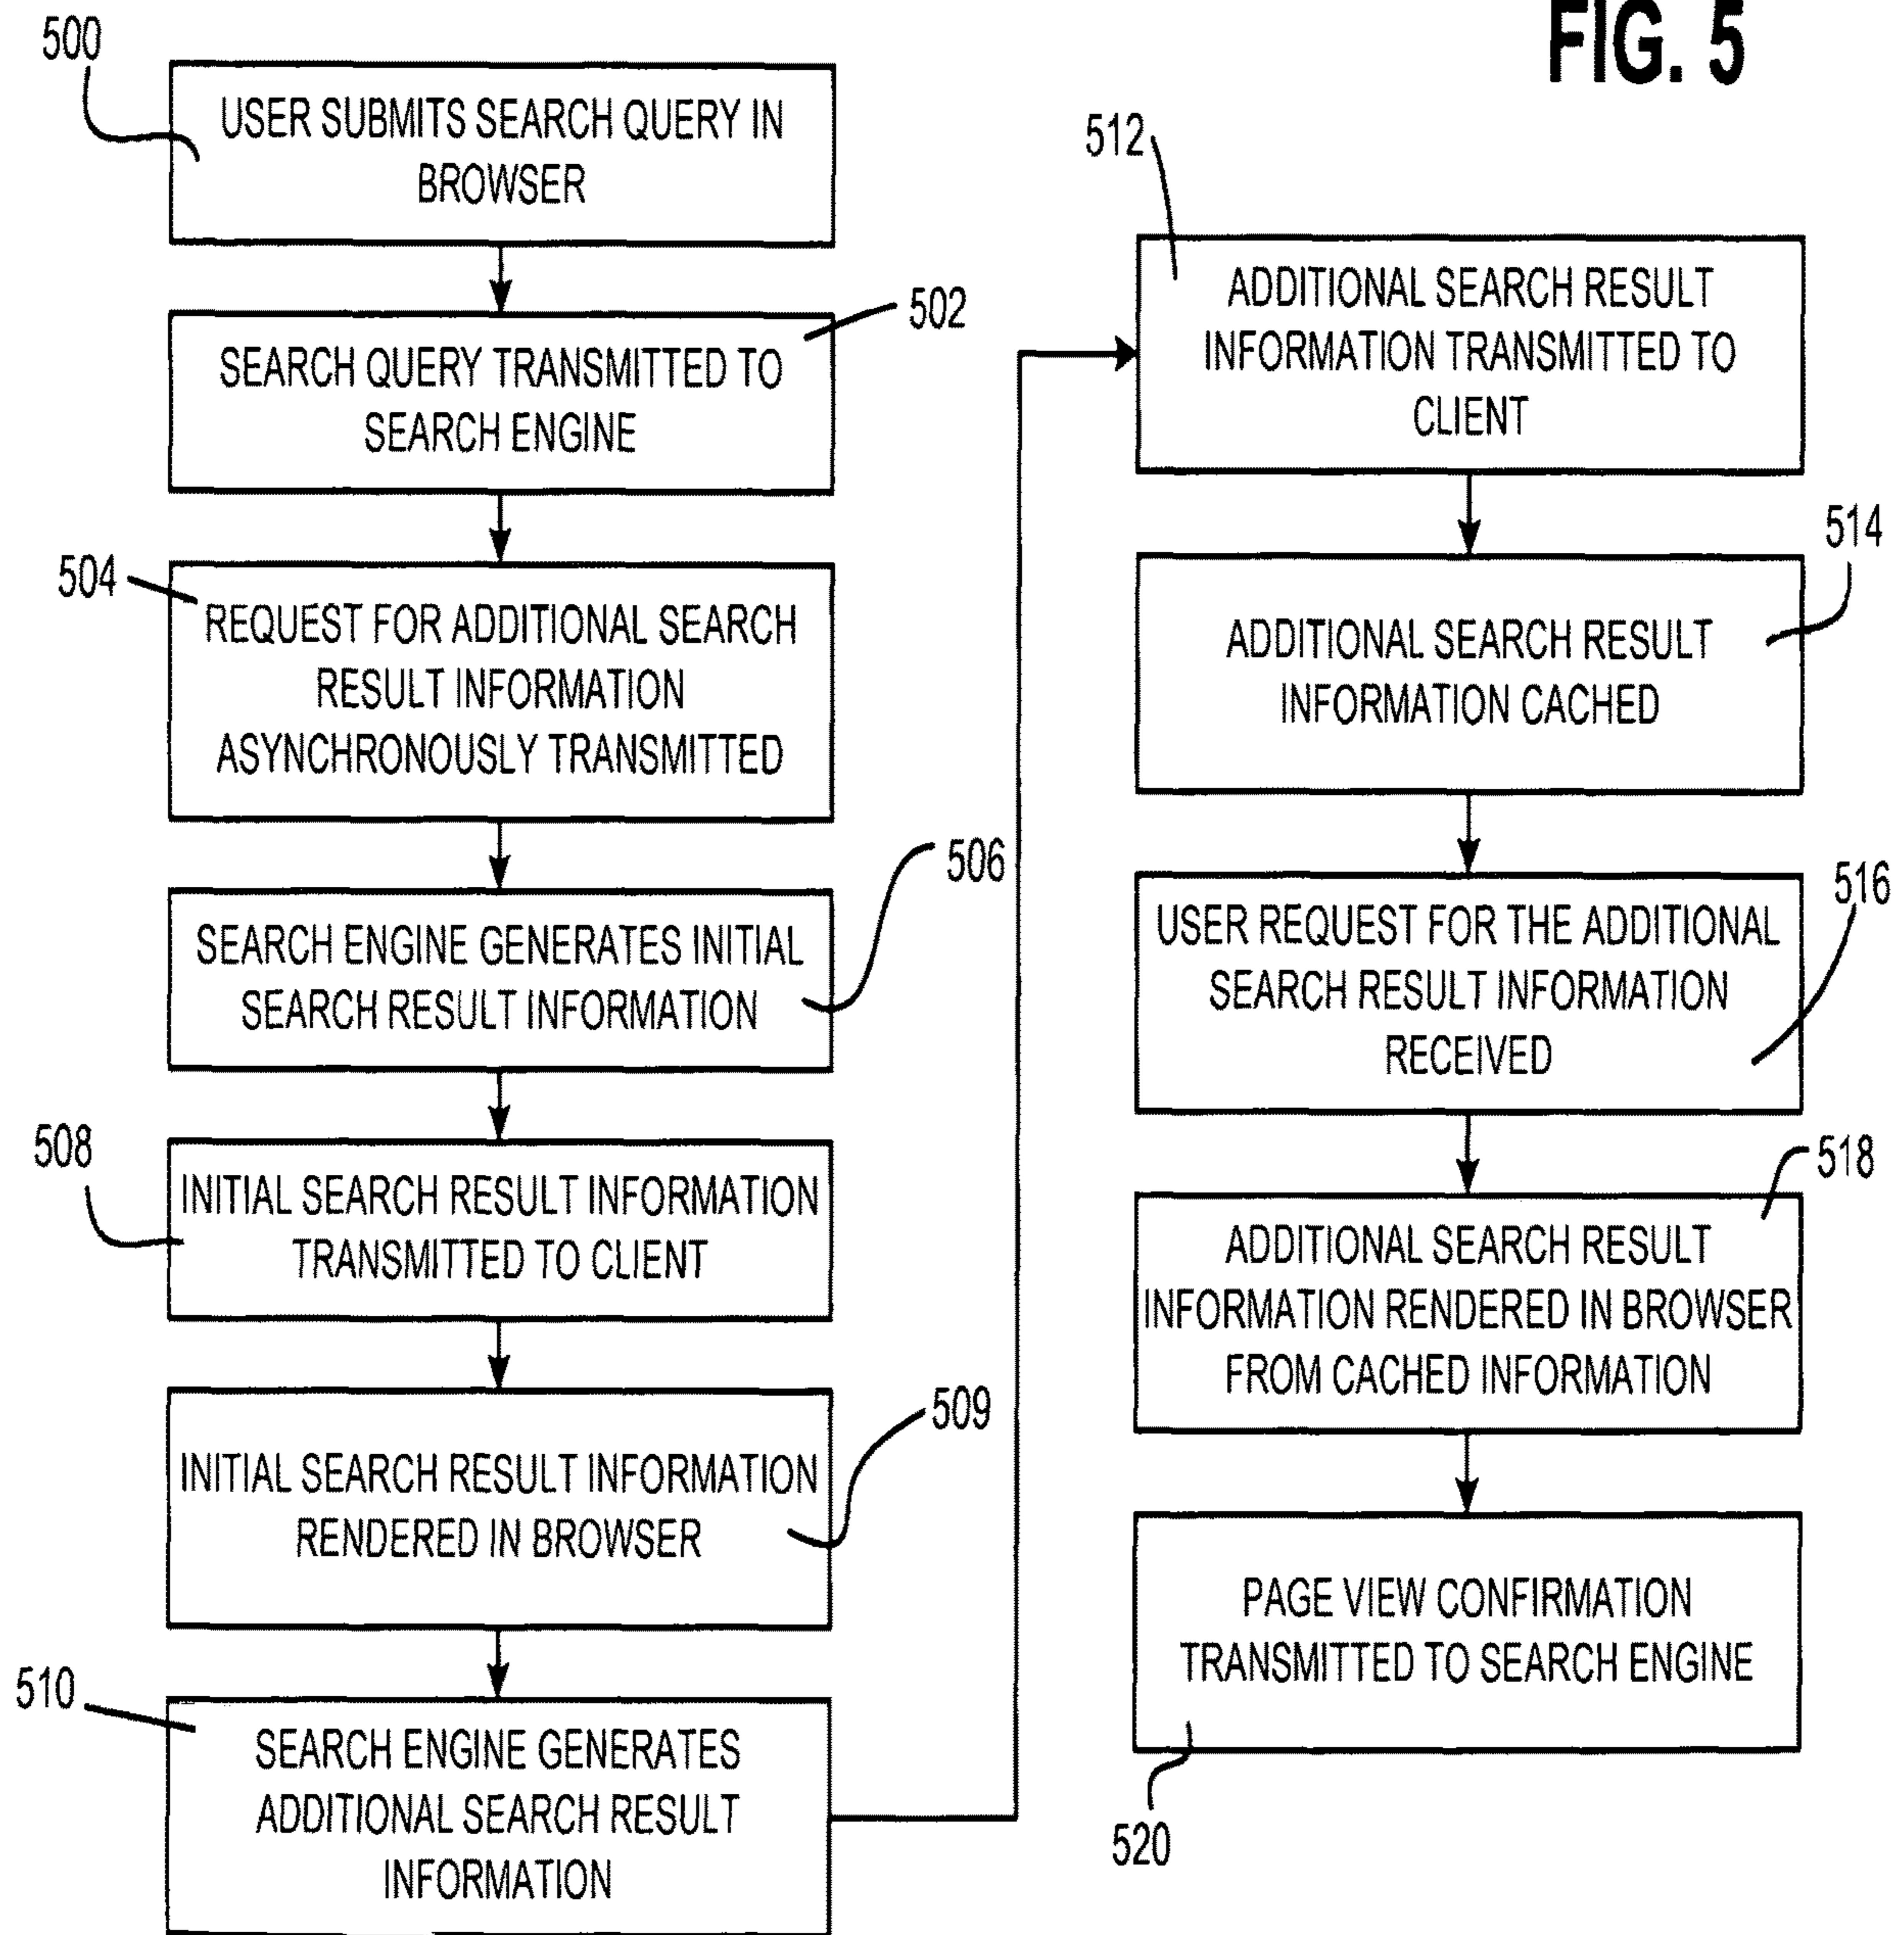 FIG. 5
500
USER SUBMITS SEARCH QUERY IN
BROWSER
502
SEARCH QUERY TRANSMITTED TO
SEARCH ENGINE
504
REQUEST FOR ADDITIONAL SEARCH
RESULT INFORMATION
ASYNCHRONOUSLY TRANSMITTED
506
SEARCH ENGINE GENERATES INITIAL
SEARCH RESULT INFORMATION
508
INITIAL SEARCH RESULT INFORMATION
TRANSMITTED TO CLIENT
509
INITIAL SEARCH RESULT INFORMATION
RENDERED IN BROWSER
510
SEARCH ENGINE GENERATES
ADDITIONAL SEARCH RESULT
INFORMATION
512
ADDITIONAL SEARCH RESULT
INFORMATION TRANSMITTED TO
CLIENT
514
ADDITIONAL SEARCH RESULT
INFORMATION CACHED
516
USER REQUEST FOR THE ADDITIONAL
SEARCH RESULT INFORMATION
RECEIVED
518
ADDITIONAL SEARCH RESULT
INFORMATION RENDERED IN BROWSER
FROM CACHED INFORMATION
PAGE VIEW CONFIRMATION
TRANSMITTED TO SEARCH ENGINE
520